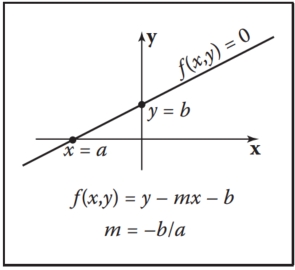 y
f(x,y) = 0
y = b
x = a
x
f(x,y) = y − mx − b
m = −b/a